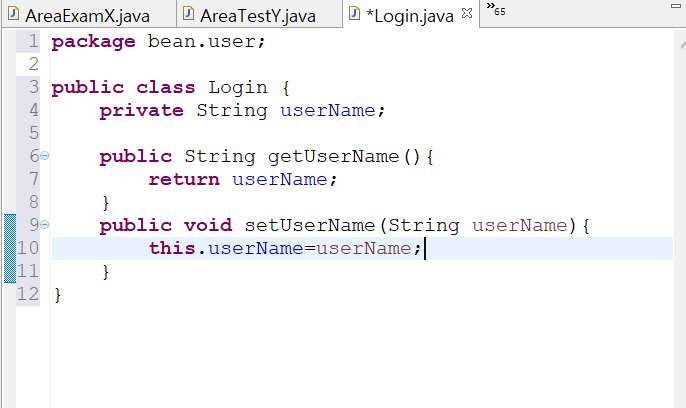 AreaExamX.java AreaTestY.java *Login.java »65
1 package bean.user;
2
3 public class Login {
4     private String userName;
5
6     public String getUserName(){
7         return userName;
8     }
9     public void setUserName(String userName){
10         this.userName=userName;
11     }
12 }